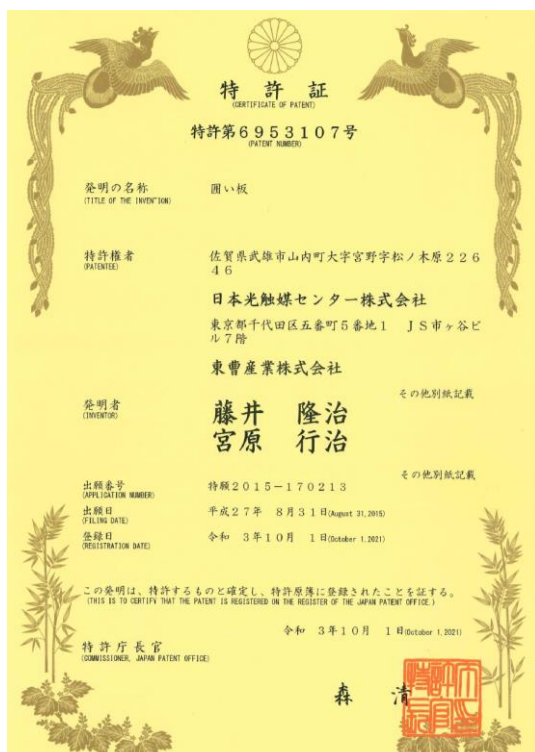 特許証
(CERTIFICATE OF PATENT)
特許第6953107号
(PATENT NUMBER)
発明の名称
(TITLE OF THE INVENTION)
囲い板
特許権者
(PATENTEE)
佐賀県武雄市山内町大字宮野字松ノ木原226
46
日本光触媒センター株式会社
東京都千代田区五番町5番地1 JS市ヶ谷ビ
ル7階
東曹産業株式会社
その他別紙記載
発明者
(INVENTOR)
藤井 隆治
宮原 行治
その他別紙記載
出願番号
(APPLICATION NUMBER)
特願2015-170213
出願日
(FILING DATE)
平成27年 8月31日(August 31,2015)
登録日
(REGISTRATION DATE)
令和 3年10月 1日(October 1,2021)
この発明は、特許するものと確定し、特許原簿に登録されたことを証する。
(THIS IS TO CERTIFY THAT THE PATENT IS REGISTERED ON THE REGISTER OF THE JAPAN PATENT OFFICE.)
令和 3年10月 1日(October 1,2021)
特許庁長官
(COMMISSIONER, JAPAN PATENT OFFICE)
森 清